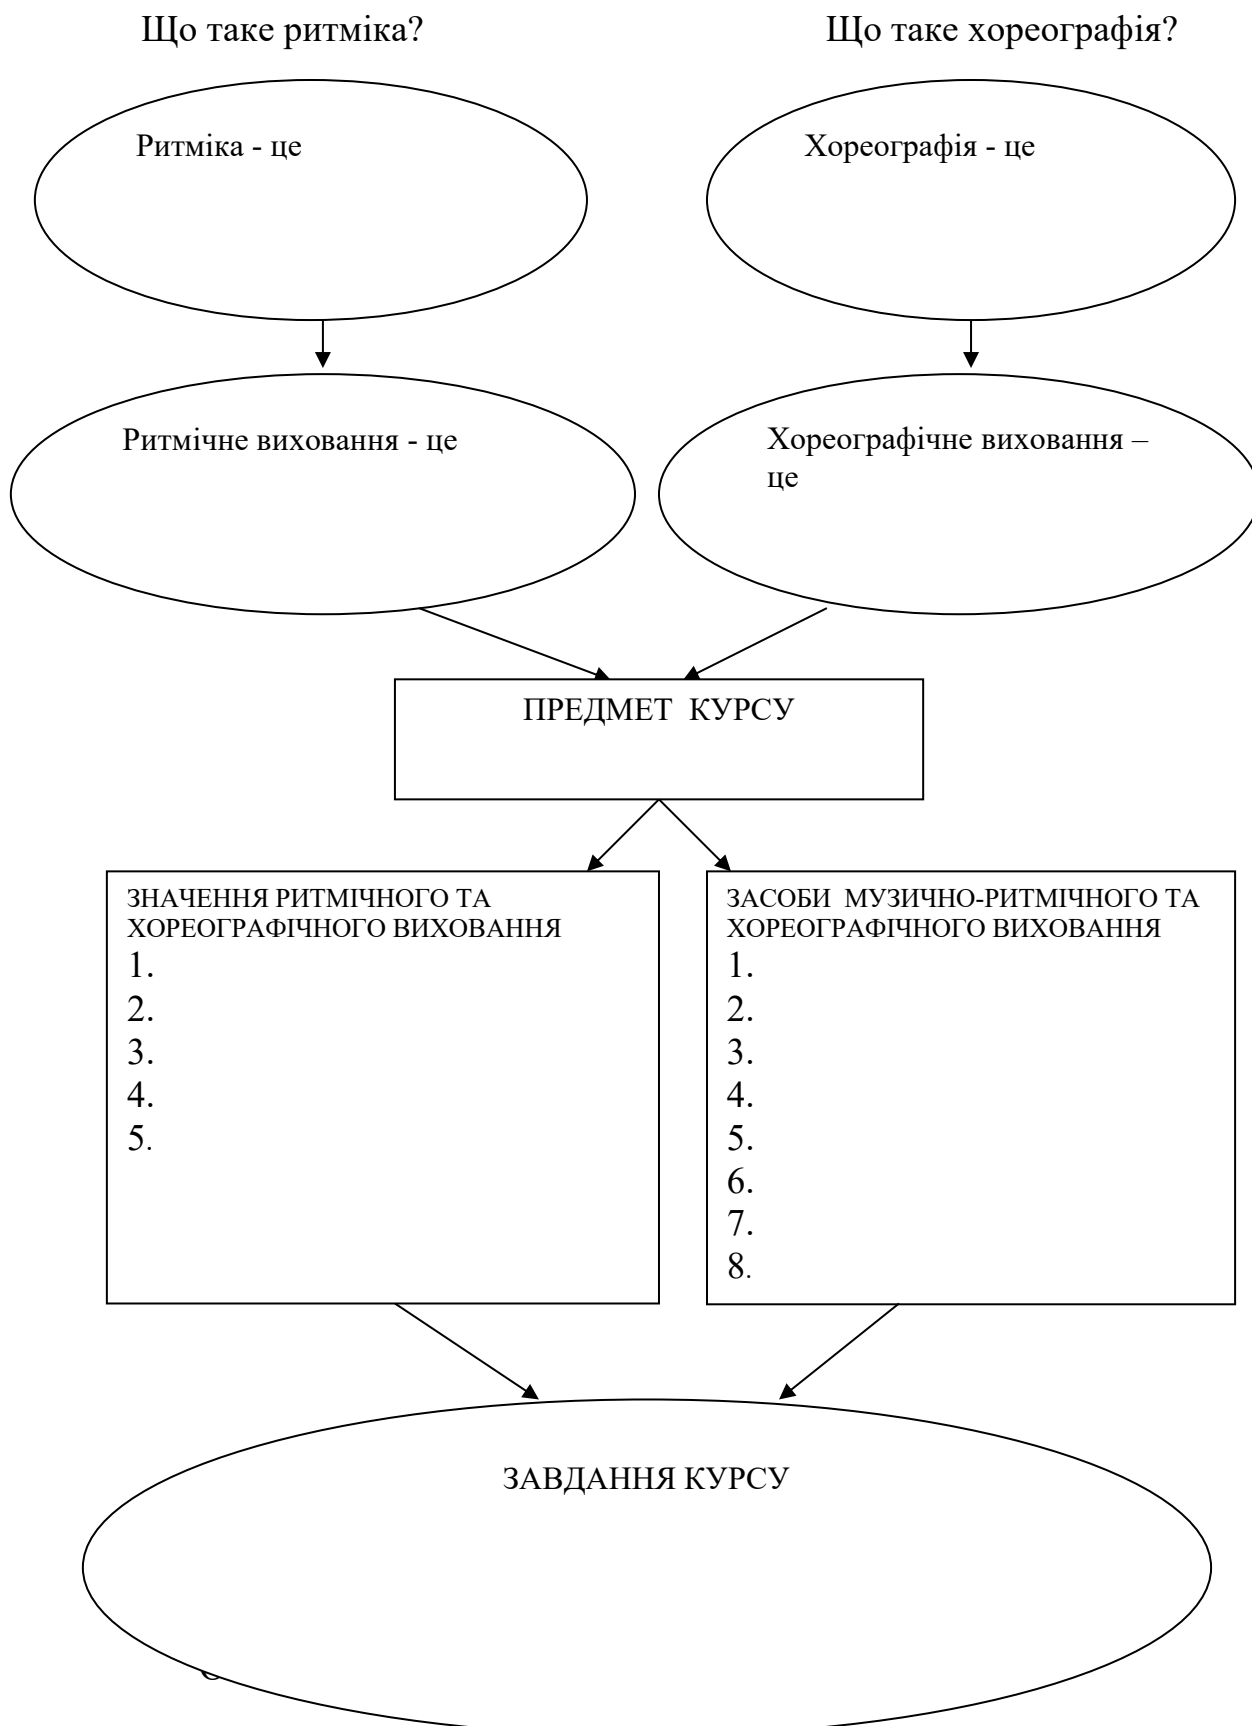 Що таке ритміка?
Що таке хореографія?
Ритміка - це
Хореографія - це
Ритмічне виховання - це
Хореографічне виховання –
це
ПРЕДМЕТ КУРСУ
ЗНАЧЕННЯ РИТМІЧНОГО ТА
ХОРЕОГРАФІЧНОГО ВИХОВАННЯ
1.
2.
3.
4.
5.
ЗАСОБИ МУЗИЧНО-РИТМІЧНОГО ТА
ХОРЕОГРАФІЧНОГО ВИХОВАННЯ
1.
2.
3.
4.
5.
6.
7.
8.
ЗАВДАННЯ КУРСУ